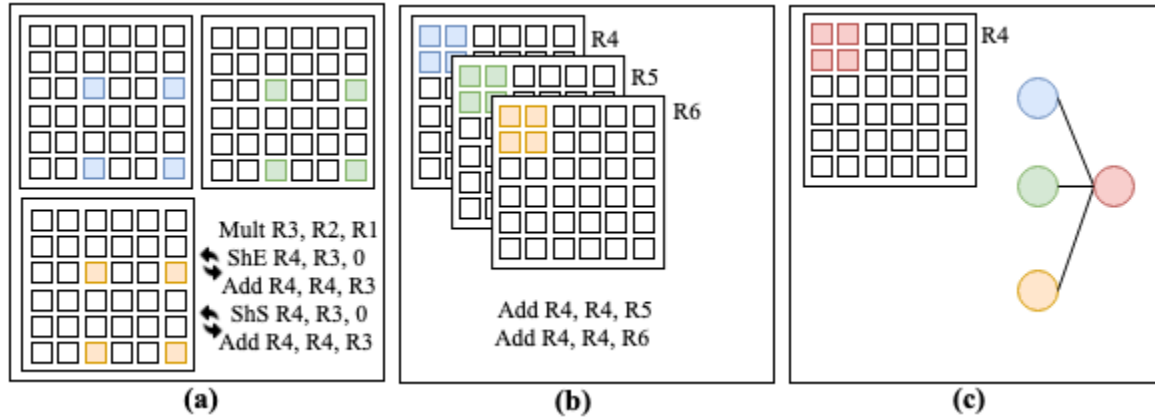 Mult R3, R2, R1
ShE R4, R3, 0
Add R4, R4, R3
ShS R4, R3, 0
Add R4, R4, R3
(a)
R4
R5
R6
Add R4, R4, R5
Add R4, R4, R6
(b)
R4
(c)